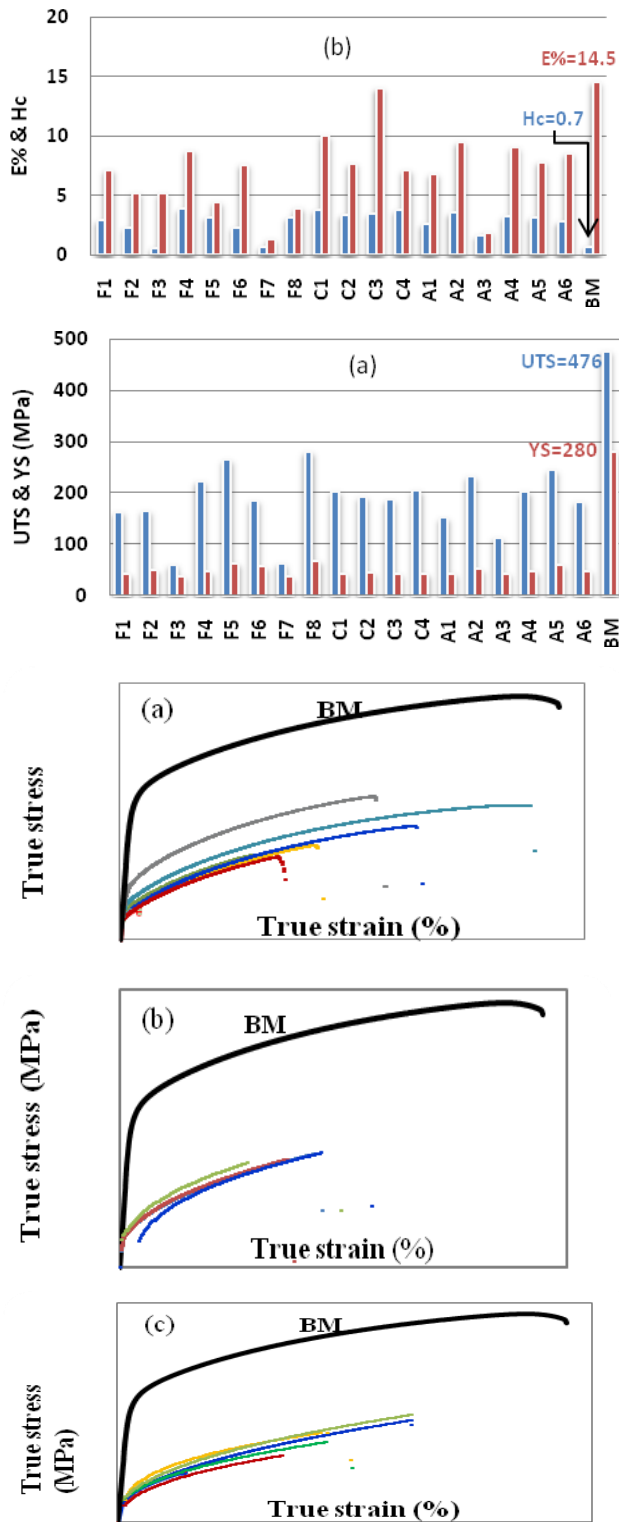 20
(b)
E%=14.5
15
Hc=0.7
E% & Hc
10
5
0
F1 F2 F3 F4 F5 F6 F7 F8 C1 C2 C3 C4 A1 A2 A3 A4 A5 A6 BM
500
(a)
UTS=476
400
UTS & YS (MPa)
300
YS=280
200
100
0
F1 F2 F3 F4 F5 F6 F7 F8 C1 C2 C3 C4 A1 A2 A3 A4 A5 A6 BM
(a)
BM
True stress
True strain (%)
(b)
BM
True stress (MPa)
True strain (%)
(c)
BM
True stress
(MPa)
True strain (%)